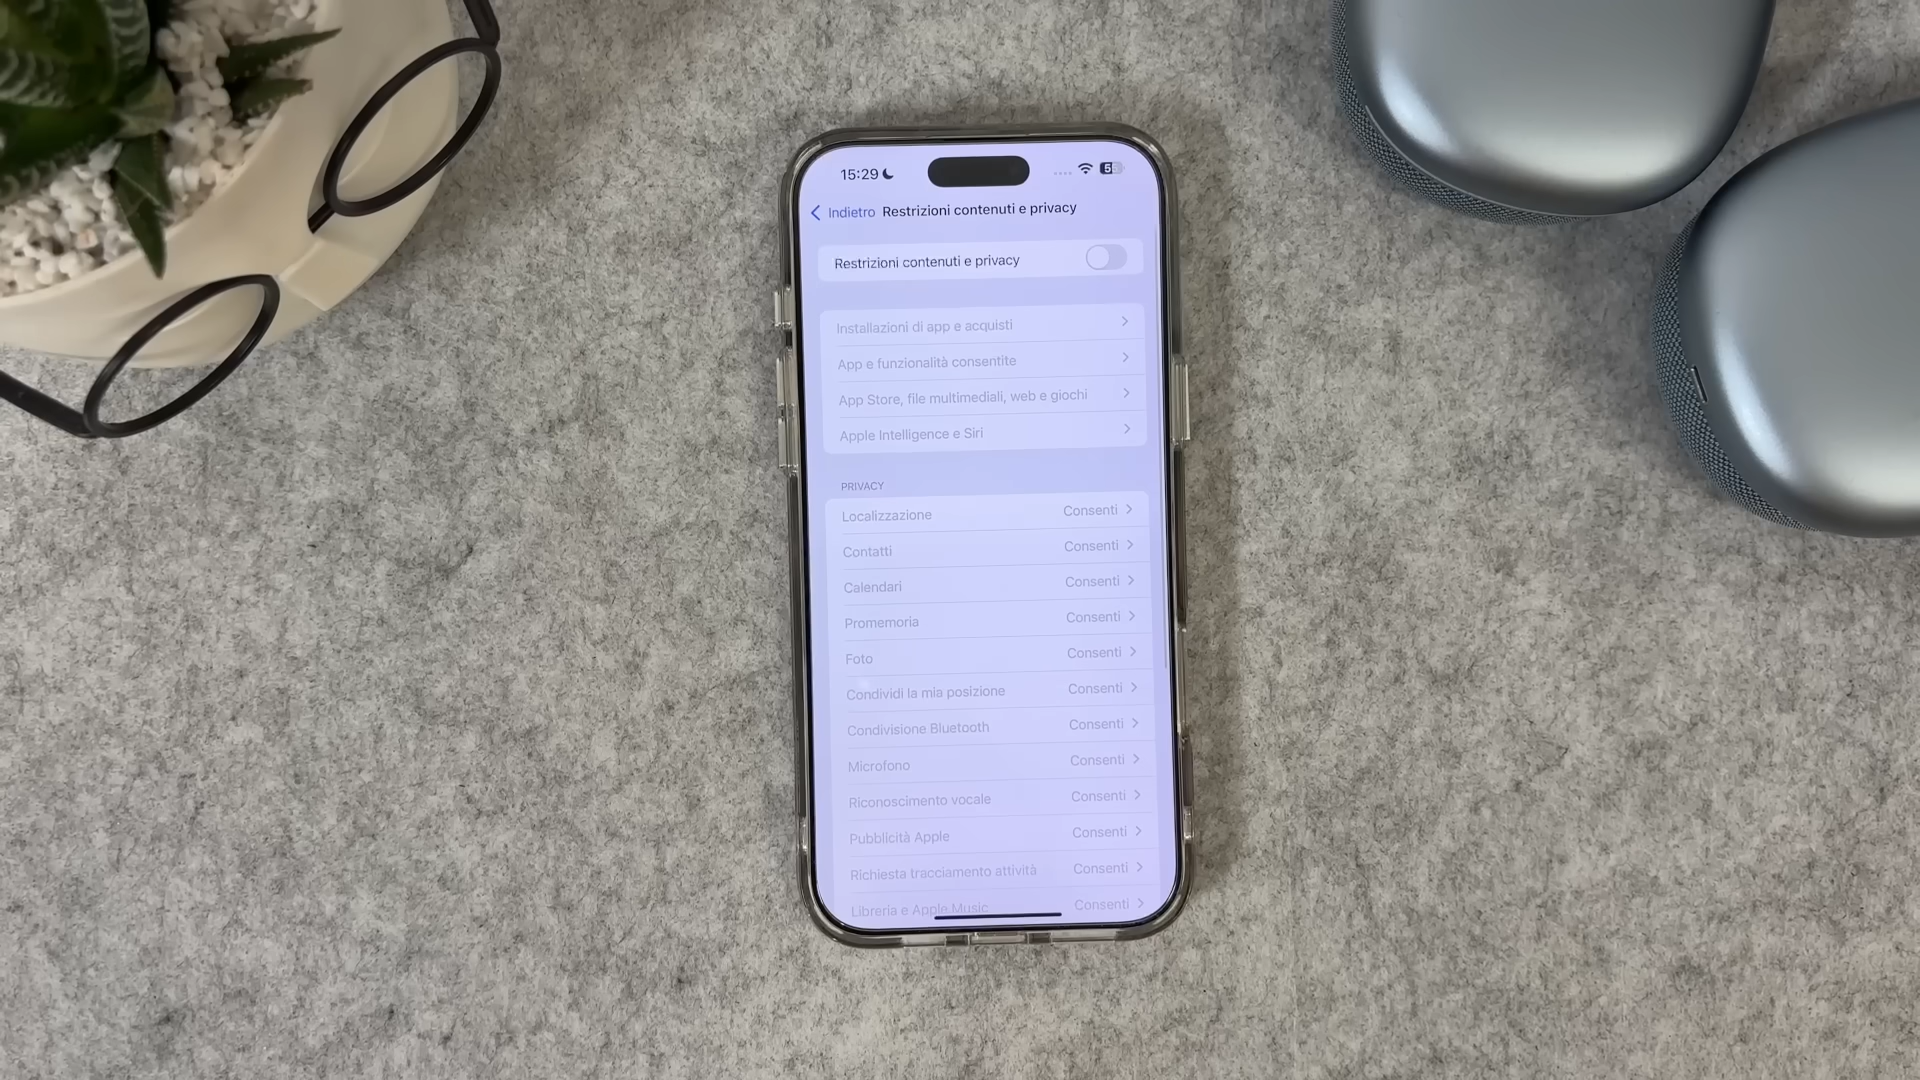 15:29
Indietro Restrizioni contenuti e privacy
Restrizioni contenuti e privacy
Installazioni di app e acquisti
App e funzionalità consentite
App Store, file multimediali, web e giochi
Apple Intelligence e Siri
PRIVACY
Localizzazione Consenti
Contatti Consenti
Calendari Consenti
Promemoria Consenti
Foto Consenti
Condividi la mia posizione Consenti
Condivisione Bluetooth Consenti
Microfono Consenti
Riconoscimento vocale Consenti
Pubblicità Apple Consenti
Richiesta tracciamento attività Consenti
Libreria e Apple Music Consenti